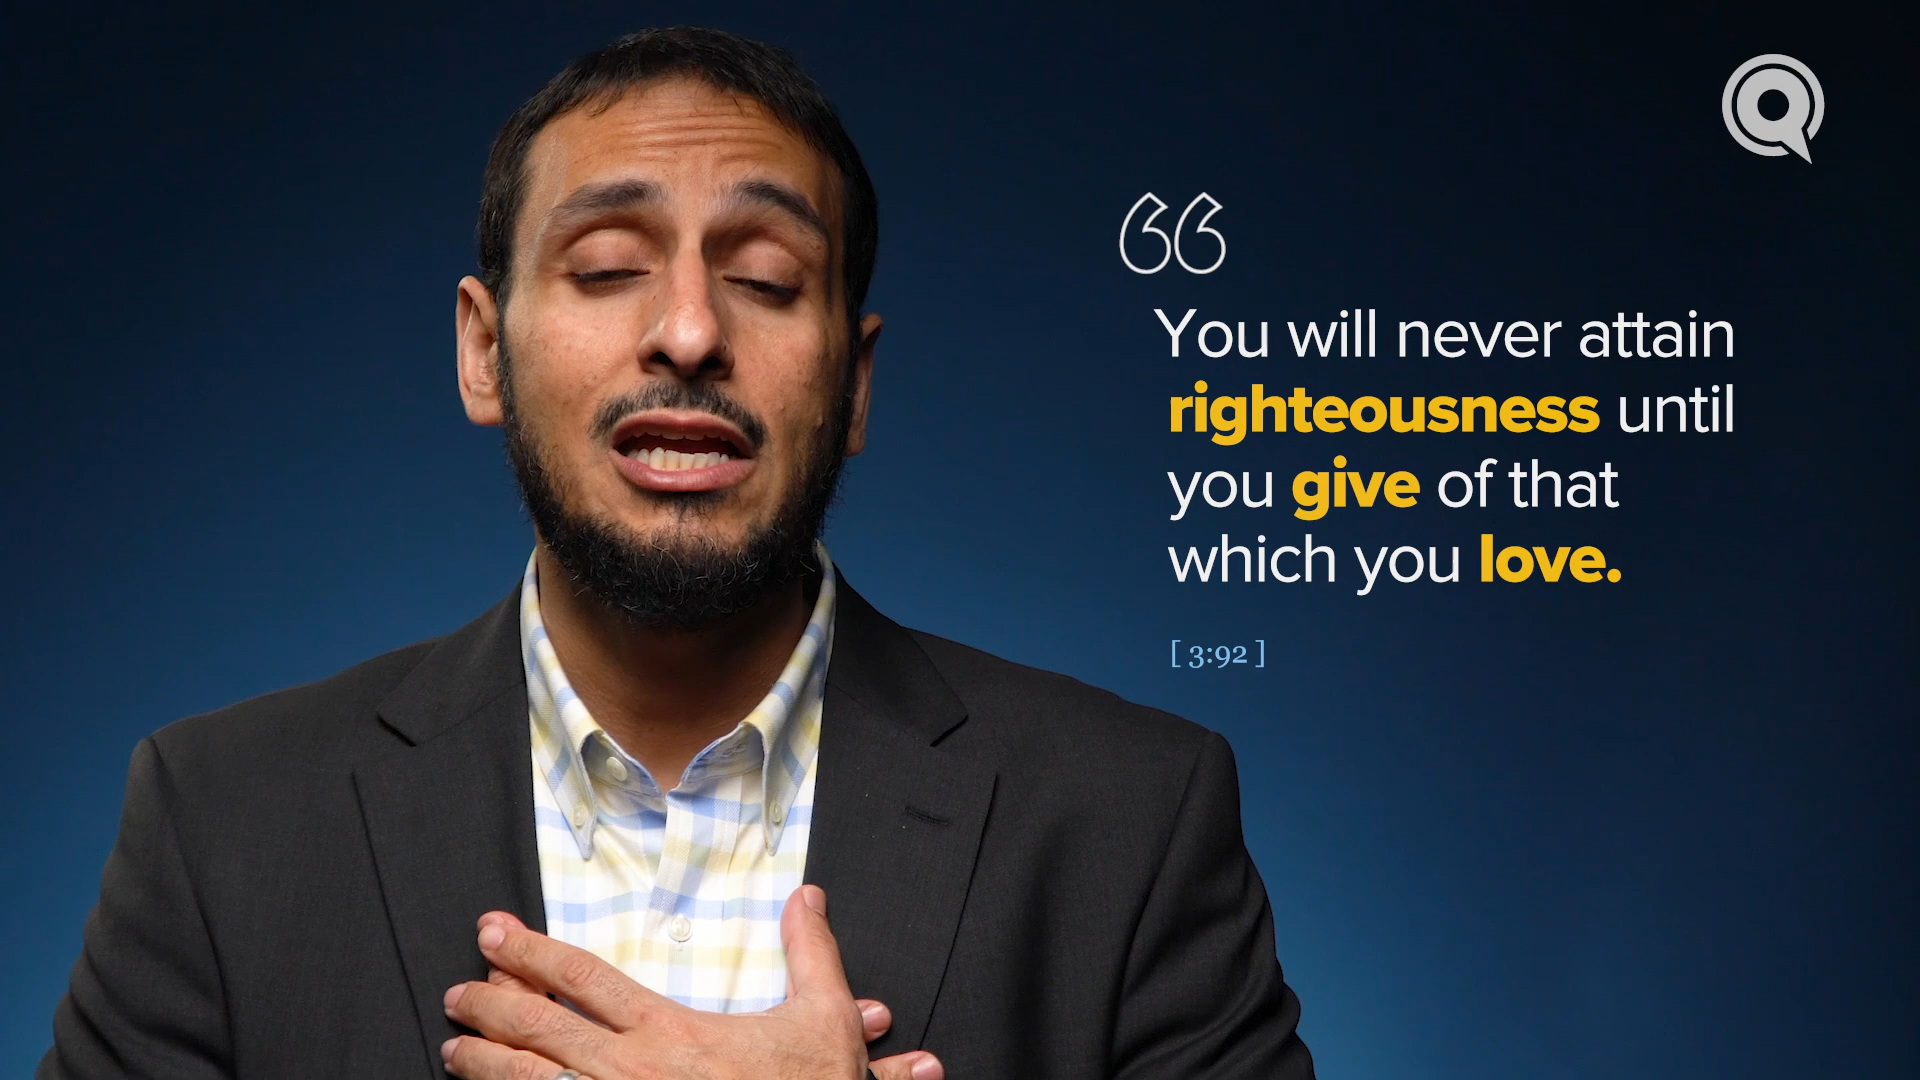 “
You will never attain
righteousness until
you give of that
which you love.
[ 3:92 ]